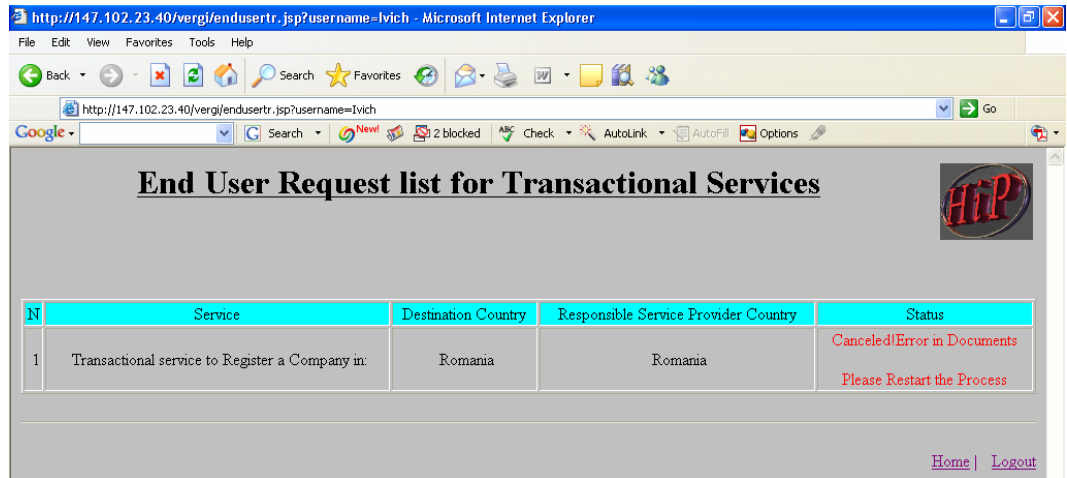 http://147.102.23.40/vergi/endusertr.jsp?username=Ivich - Microsoft Internet Explorer
File Edit View Favorites Tools Help
Back Search Favorites
http://147.102.23.40/vergi/endusertr.jsp?username=Ivich Go
Google G Search New! 2 blocked ABC Check AutoLink AutoFill Options
End User Request list for Transactional Services
HiP
N Service Destination Country Responsible Service Provider Country Status
1 Transactional service to Register a Company in: Romania Romania Canceled!Error in Documents
Please Restart the Process
Home | Logout